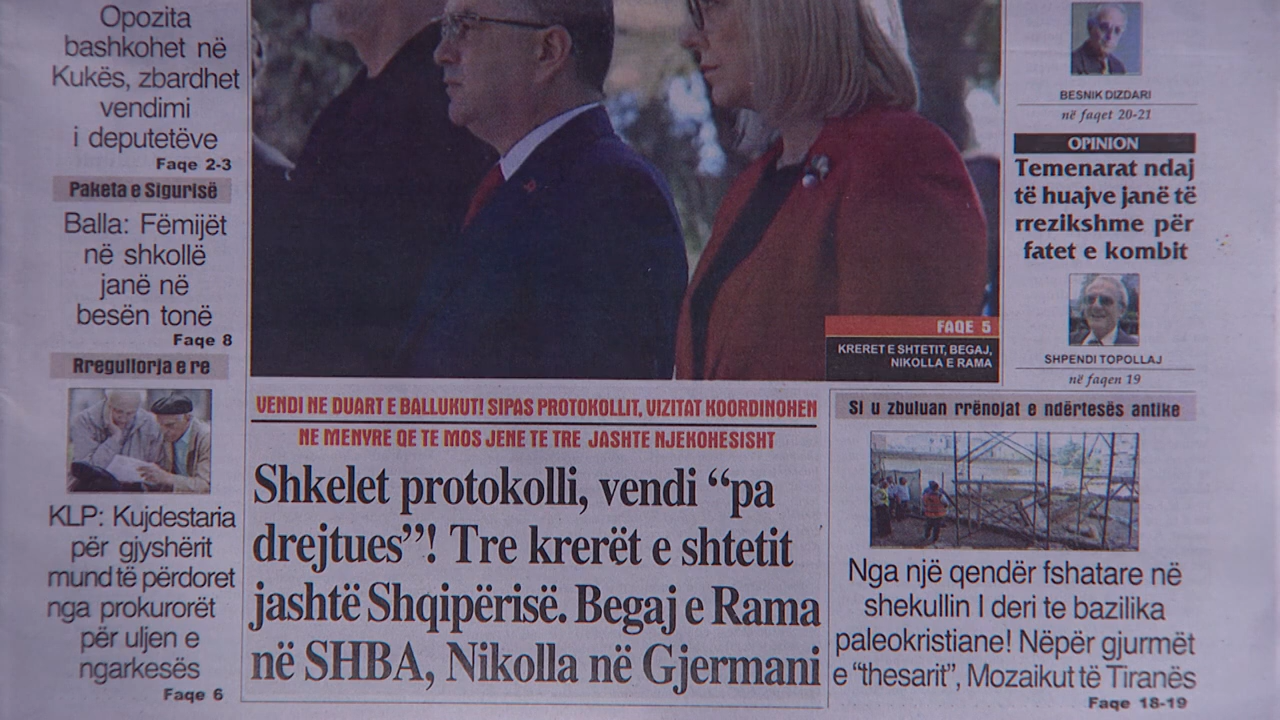 Opozita
bashkohet në
Kukës, zbardhet
vendimi
i deputetëve
Faqe 2-3
Paketa e Sigurisë
Balla: Fëmijët
në shkollë
janë në
besën tonë
Faqe 8
Rregullorja e re
KLP: Kujdestaria
për gjyshërit
mund të përdoret
nga prokurorët
për uljen e
ngarkesës
Faqe 6
FAQE 5
KRERET E SHTETIT, BEGAJ,
NIKOLLA E RAMA
VENDI NE DUART E BALLUKUT! SIPAS PROTOKOLLIT, VIZITAT KOORDINOHEN
NE MENYRE QE TE MOS JENE TE TRE JASHTE NJEKOHESISHT
Shkelet protokolli, vendi “pa
drejtues”! Tre krerët e shtetit
jashtë Shqipërisë. Begaj e Rama
në SHBA, Nikolla në Gjermani
BESNIK DIZDARI
në faqet 20-21
OPINION
Temenarat ndaj
të huajve janë të
rrezikshme për
fatet e kombit
SHPENDI TOPOLLAJ
në faqen 19
Si u zbuluan rrënojat e ndërtesës antike
Nga një qendër fshatare në
shekullin I deri te bazilika
paleokristiane! Nëpër gjurmët
e “thesarit”, Mozaikut të Tiranës
Faqe 18-19